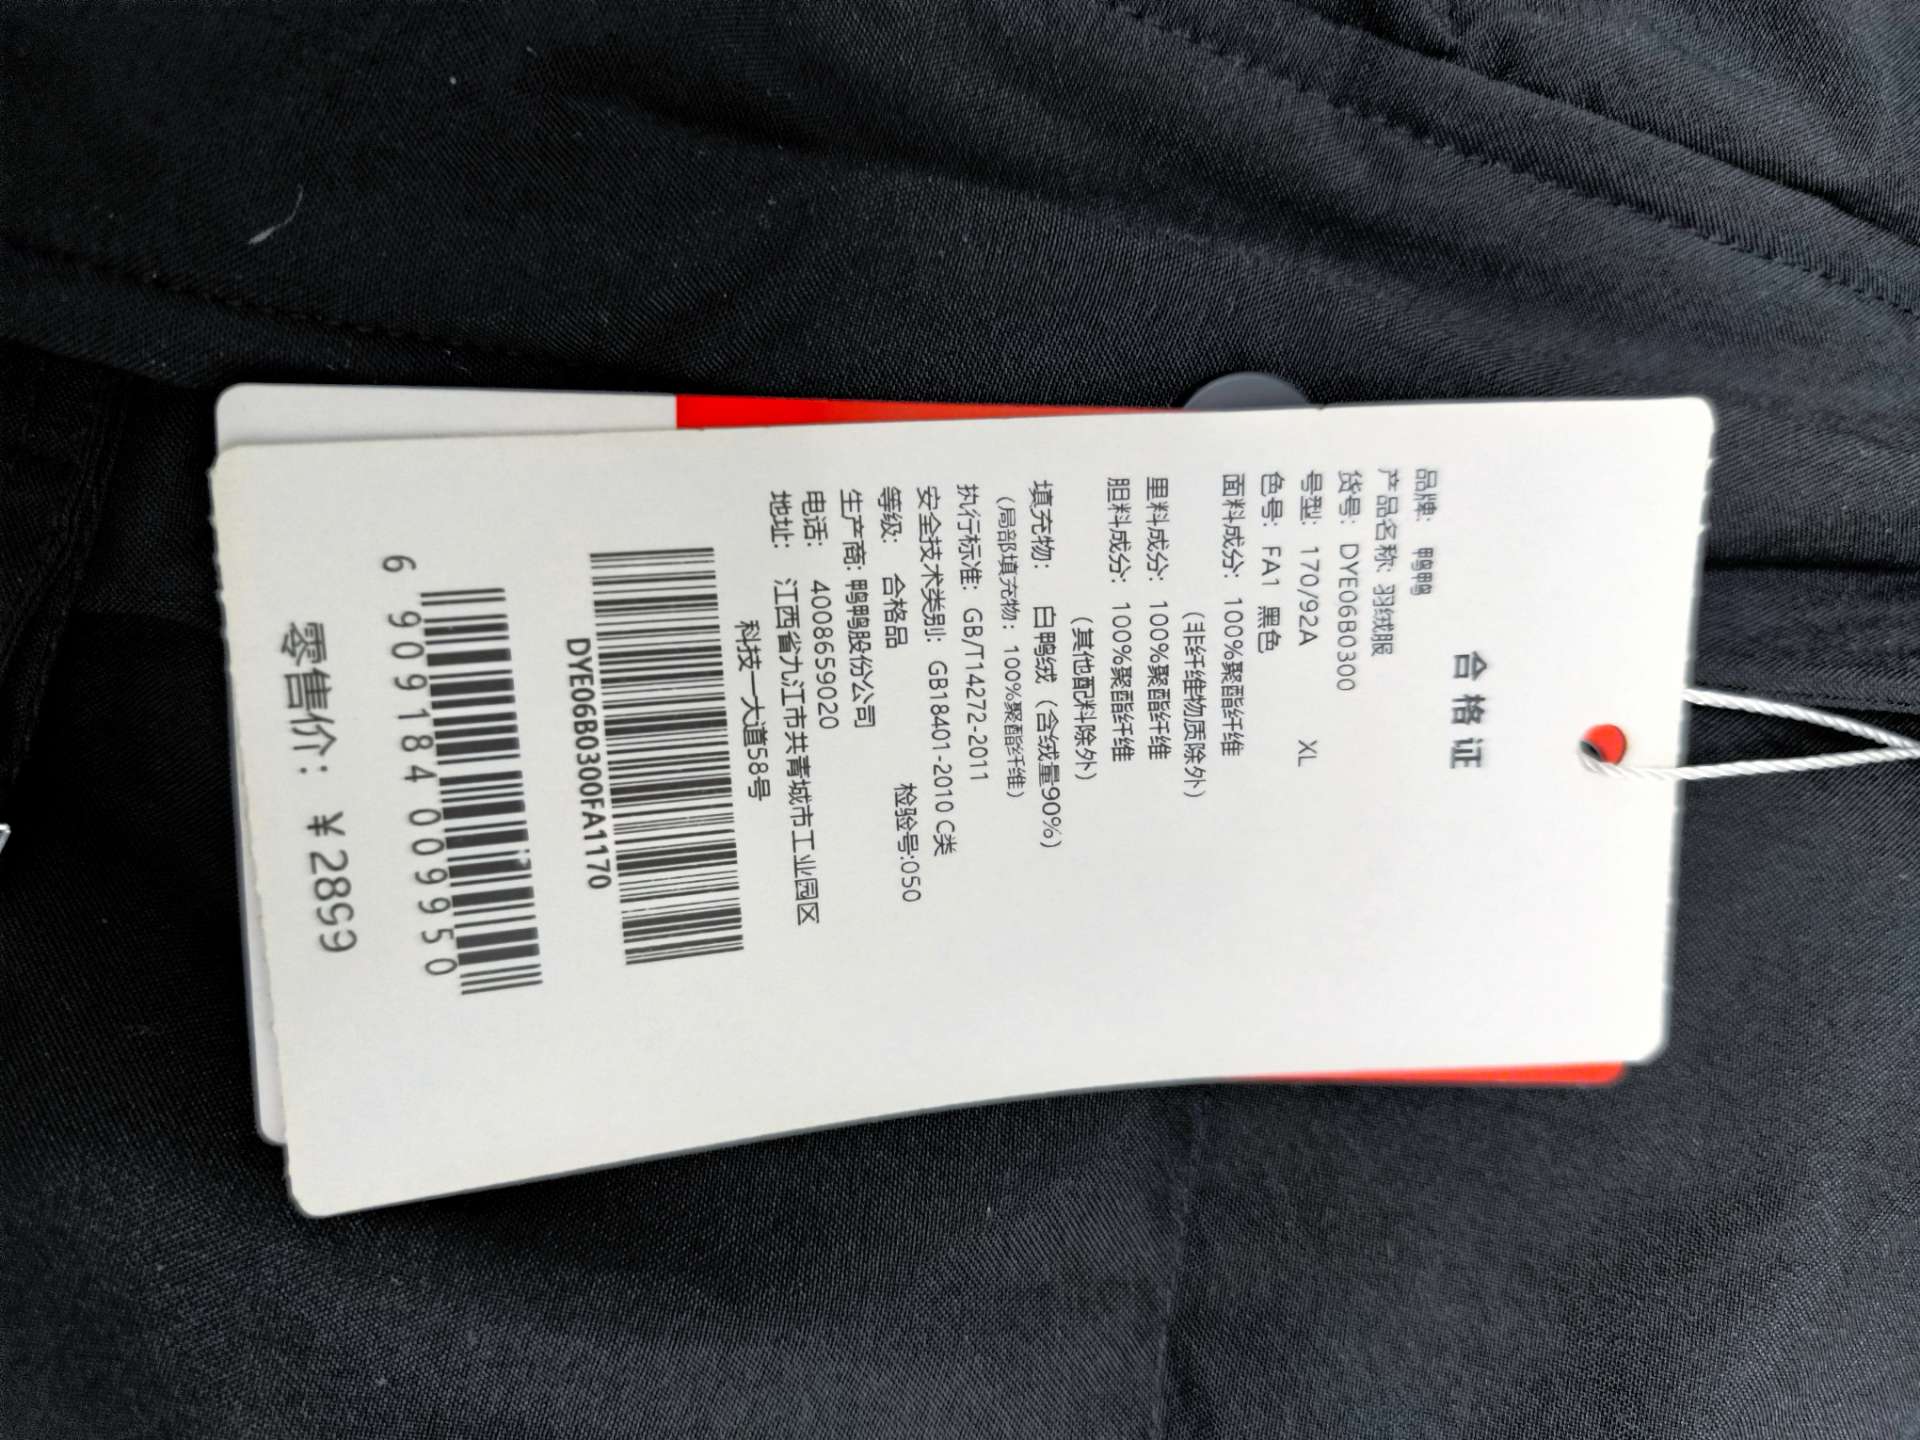 合格证
品牌: 鸭鸭
产品名称: 羽绒服
货号: DYE06B0300
号型: 170/92A XL
色号: FA1 黑色
面料成分: 100%聚酯纤维
(非纤维物质除外)
里料成分: 100%聚酯纤维
胆料成分: 100%聚酯纤维
(其他配料除外)
填充物: 白鸭绒 (含绒量90%)
(局部填充物: 100%聚酯纤维)
执行标准: GB/T14272-2011
安全技术类别: GB18401-2010 C类
等级: 合格品 检验号:050
生产商: 鸭鸭股份公司
电话: 4008659020
地址: 江西省九江市共青城市工业园区
科技一大道58号
DYE06B0300FA1170
6909184009950
零售价: ¥2899